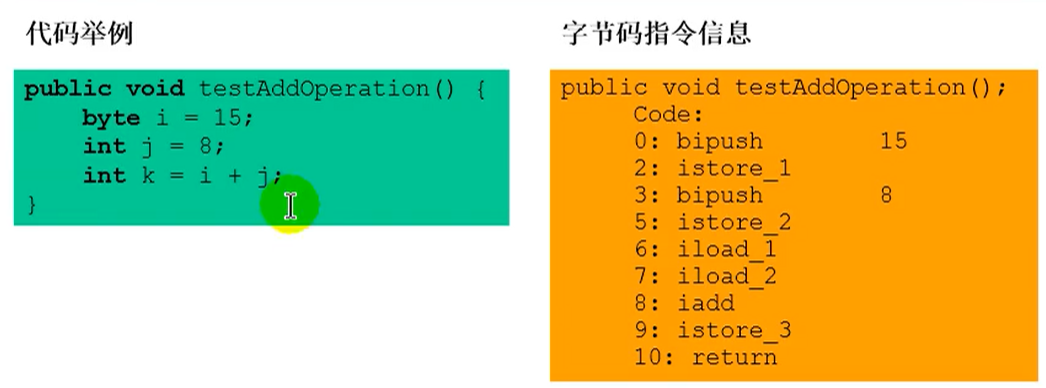 代码举例
public void testAddOperation() {
byte i = 15;
int j = 8;
int k = i + j;
}
字节码指令信息
public void testAddOperation();
Code:
0: bipush 15
2: istore_1
3: bipush 8
5: istore_2
6: iload_1
7: iload_2
8: iadd
9: istore_3
10: return